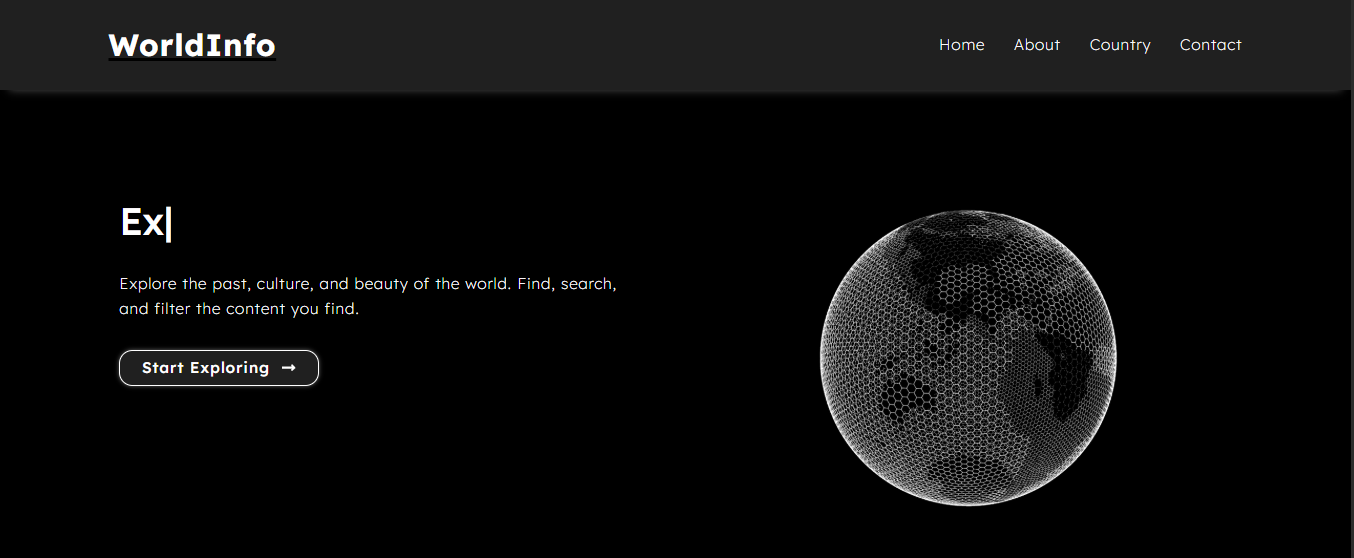 WorldInfo
Home About Country Contact
Ex|
Explore the past, culture, and beauty of the world. Find, search,
and filter the content you find.
Start Exploring →